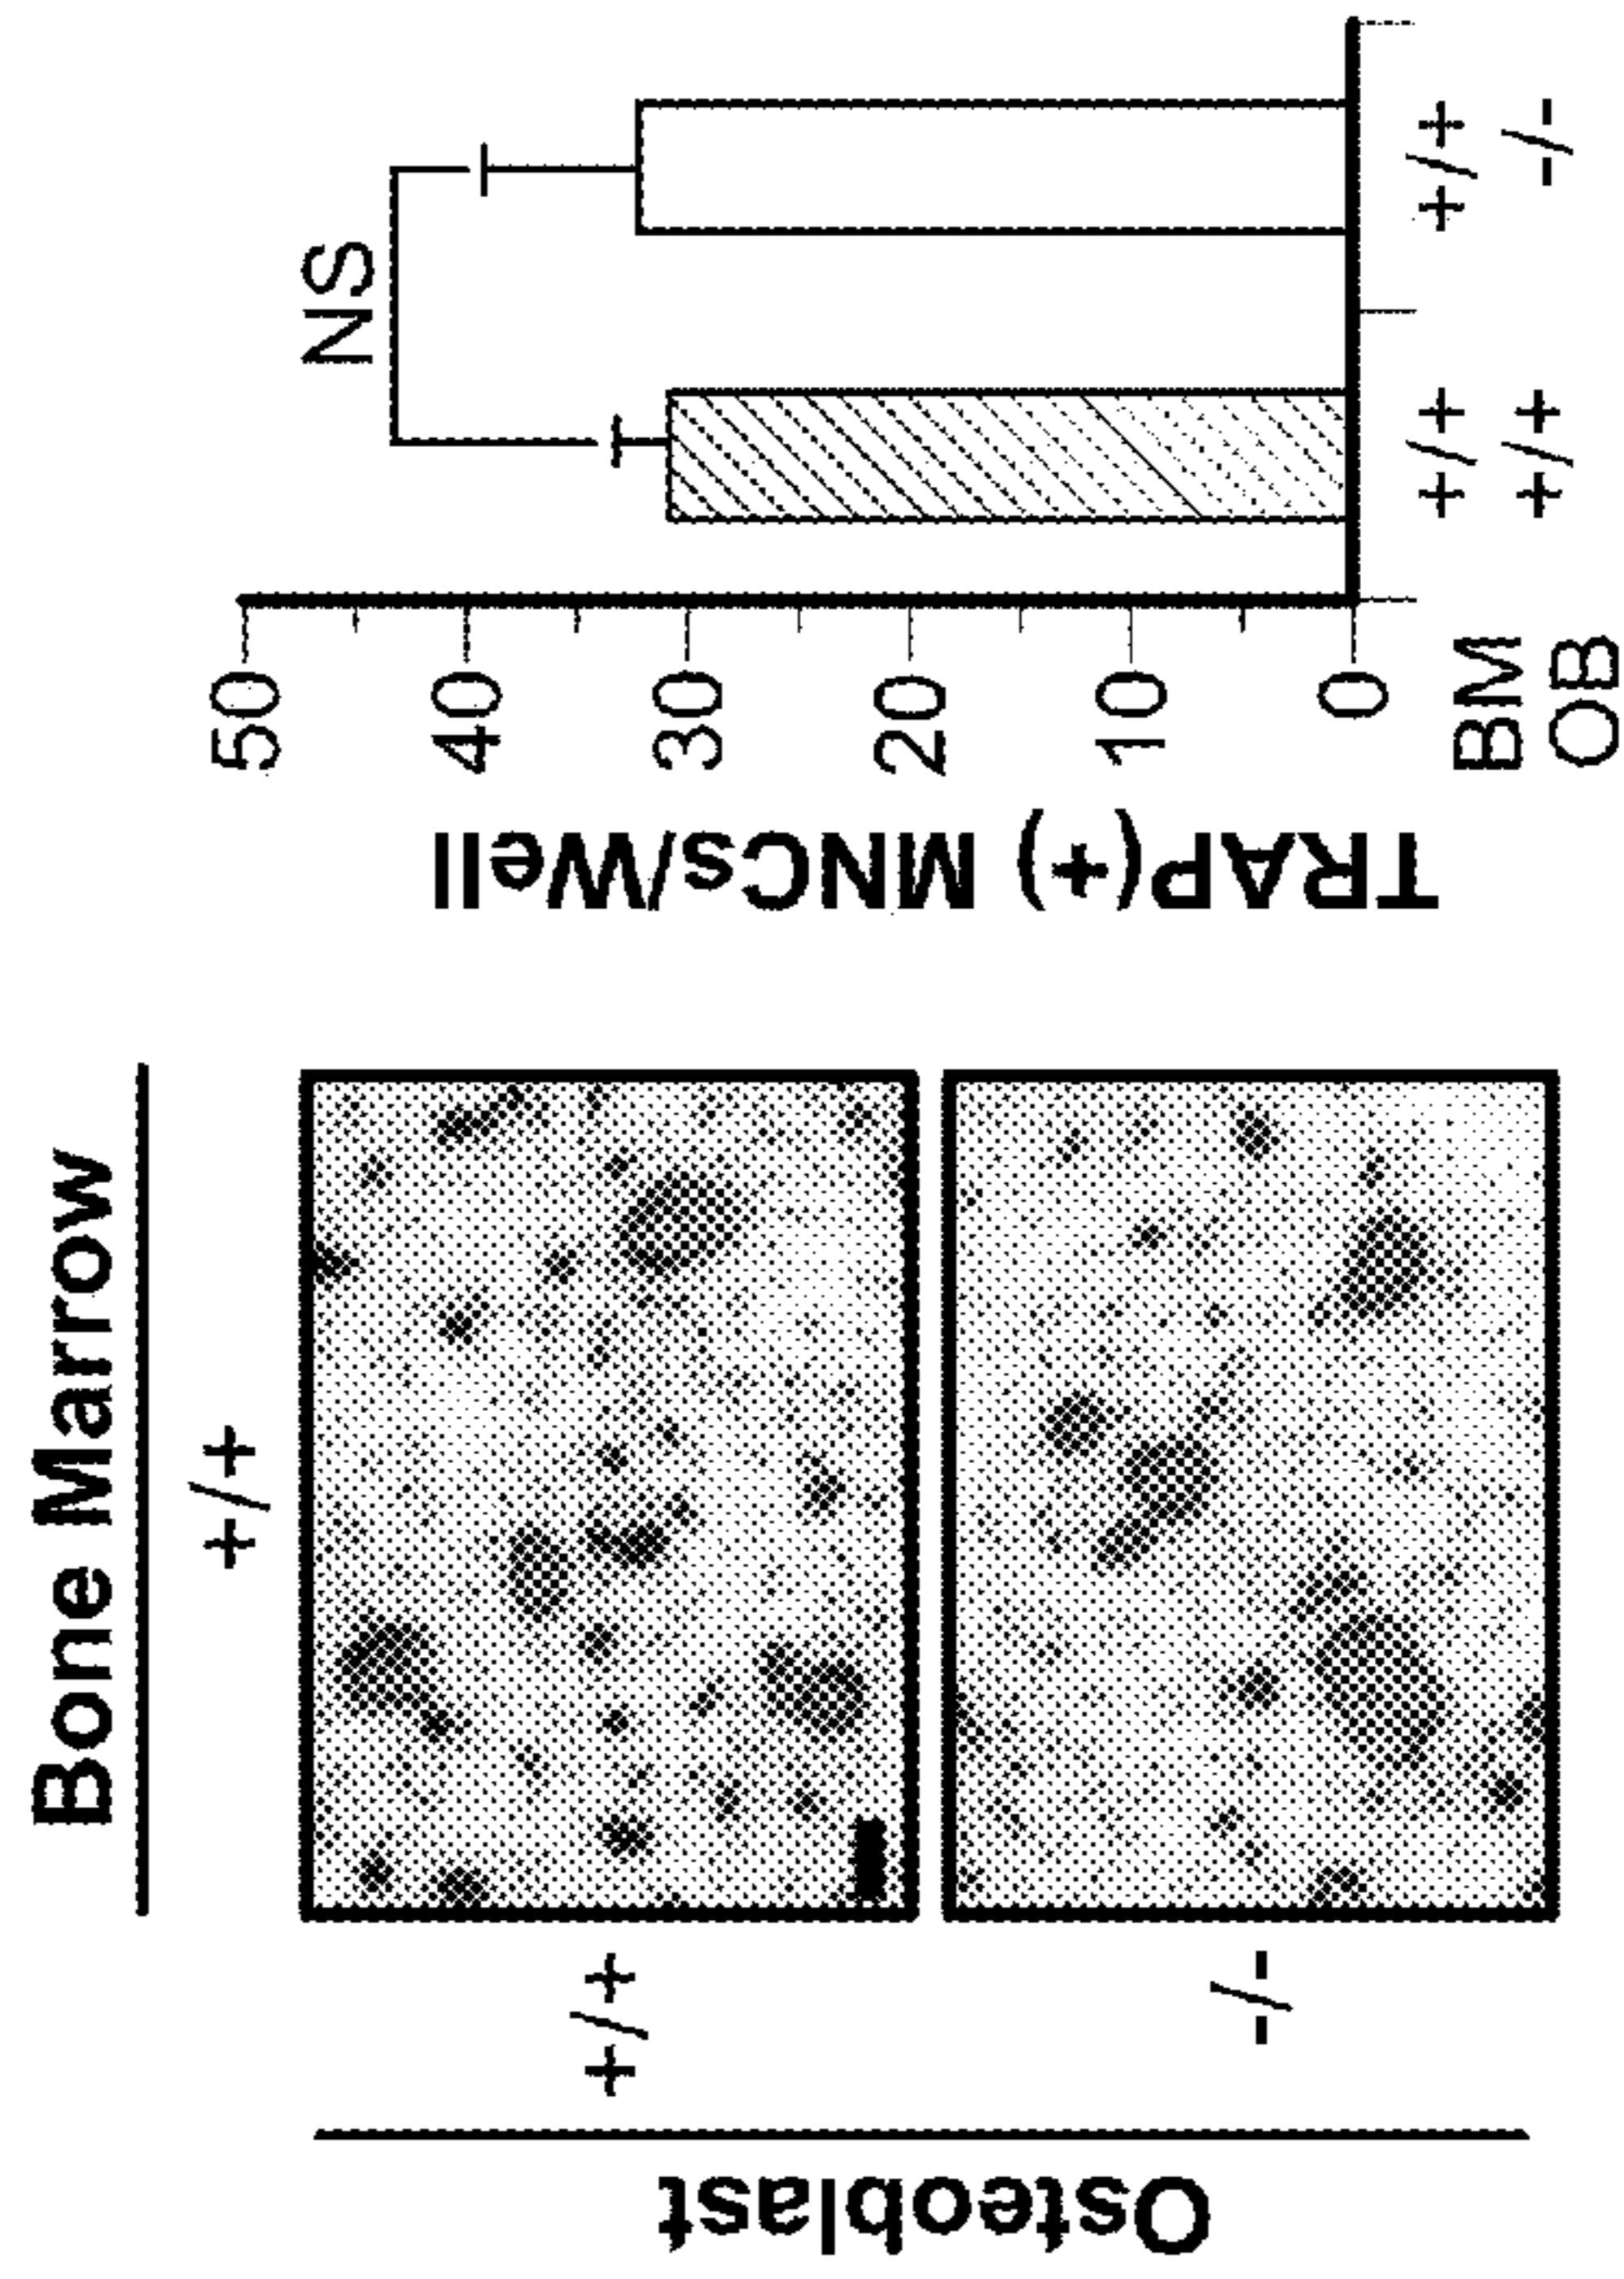 Bone Marrow
+/+
Osteoblast
+/+
-/-
TRAP(+) MNCs/Well
50
40
30
20
10
0
NS
BM +/+ +/+
OB +/+ -/-